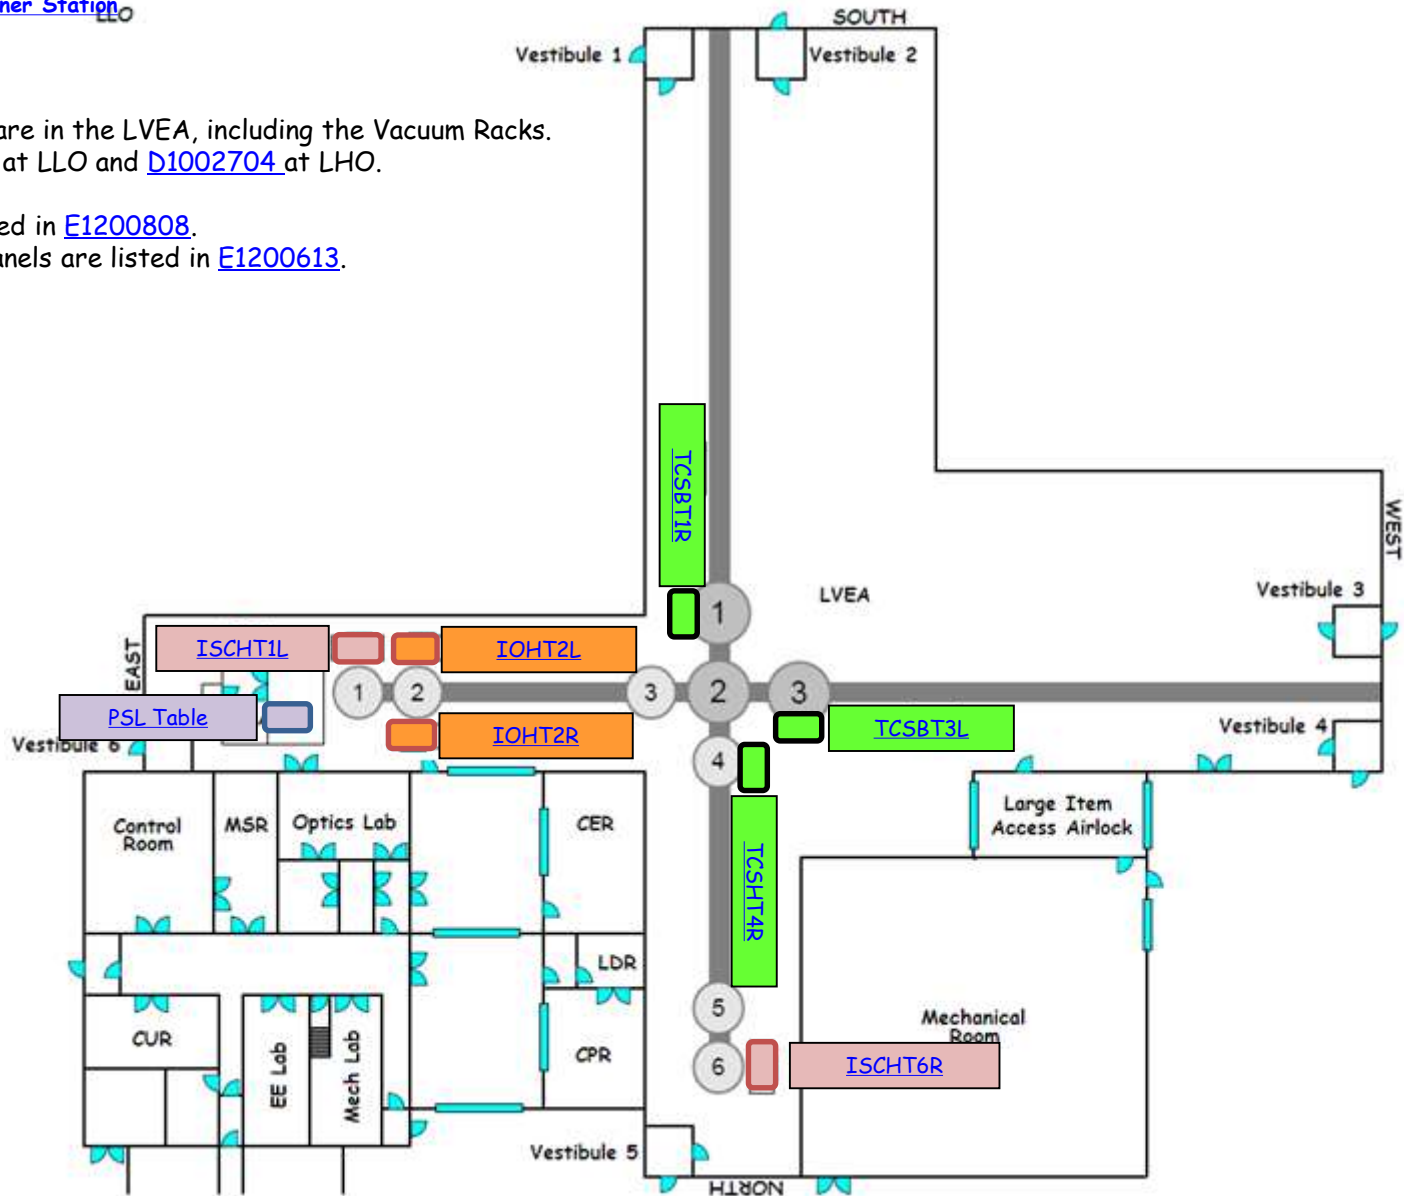 ner Station
LLO
SOUTH
Vestibule 1
Vestibule 2
are in the LVEA, including the Vacuum Racks.
at LLO and D1002704 at LHO.
ed in E1200808.
anels are listed in E1200613.
TCSBT1R
WEST
1
LVEA
Vestibule 3
EAST
ISCHT1L
IOHT2L
1
2
3
2
3
PSL Table
IOHT2R
TCSBT3L
Vestibule 4
Vestibule 6
4
Control
Room
MSR
Optics Lab
CER
Large Item
Access Airlock
TCSHT4R
LDR
5
CUR
EE Lab
Mech Lab
CPR
6
ISCHT6R
Mechanical
Room
Vestibule 5
NORTH